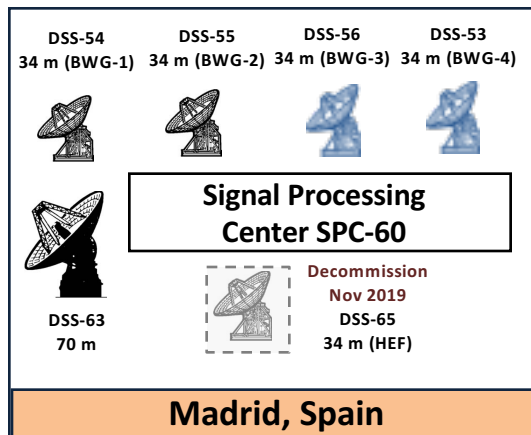 DSS-54
34 m (BWG-1)
DSS-55
34 m (BWG-2)
DSS-56
34 m (BWG-3)
DSS-53
34 m (BWG-4)
Signal Processing
Center SPC-60
DSS-63
70 m
Decommission
Nov 2019
DSS-65
34 m (HEF)
Madrid, Spain